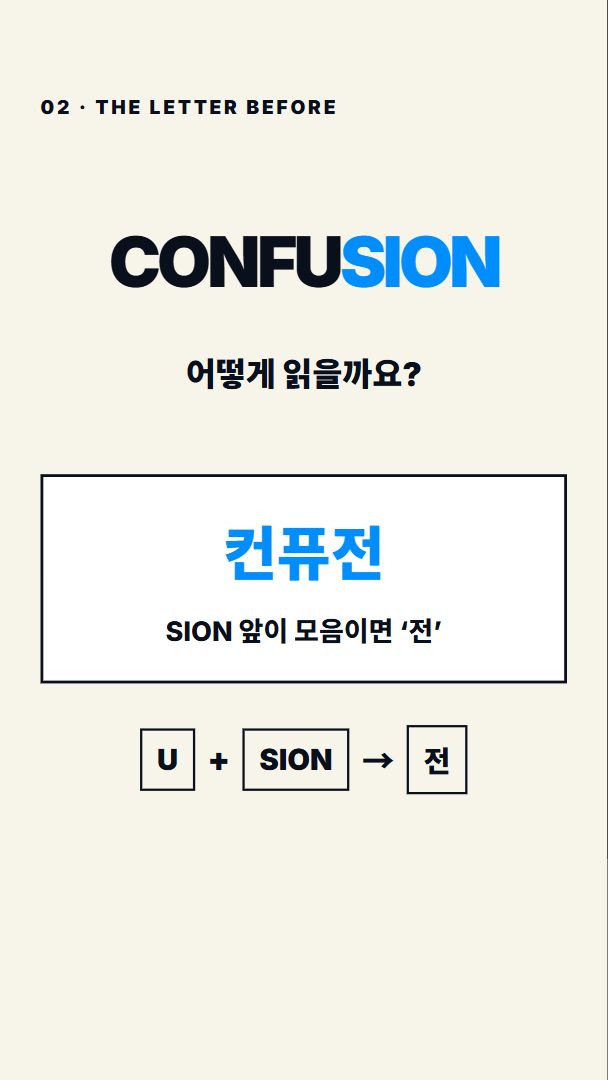 02 · THE LETTER BEFORE
CONFUSION
어떻게 읽을까요?
컨퓨전
SION 앞이 모음이면 ‘전’
U + SION → 전